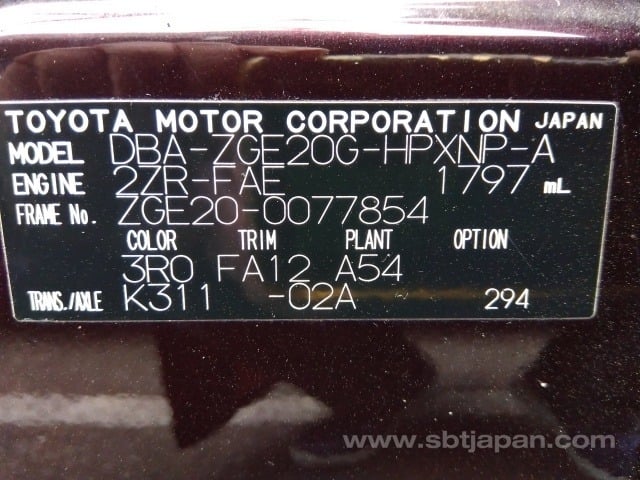 TOYOTA MOTOR CORPORATION JAPAN
MODEL DBA-ZGE20G-HPXNP-A
ENGINE 2ZR-FAE 1797 mL
FRAME No. ZGE20-0077854
COLOR TRIM PLANT OPTION
3R0 FA12 A54
TRANS./AXLE K311 -02A 294
www.sbtjapan.com